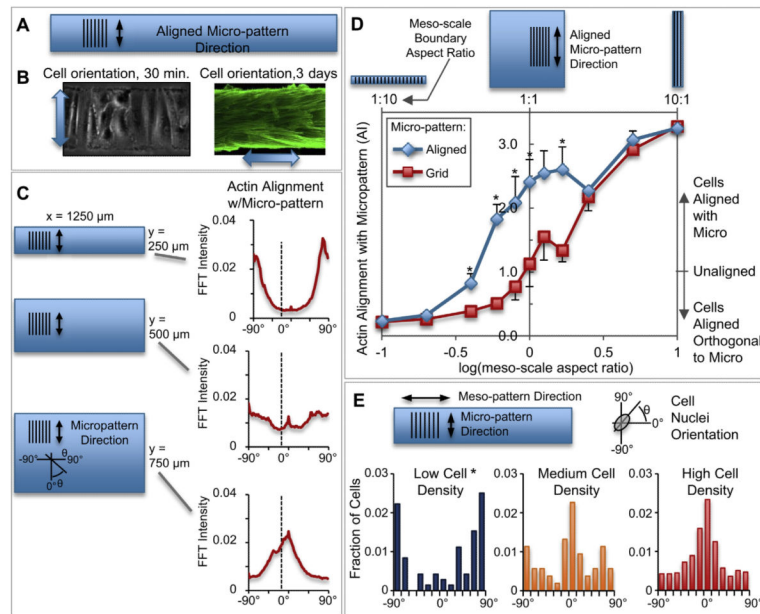 A
Aligned Micro-pattern
Direction
B
Cell orientation, 30 min.
Cell orientation,3 days
C
x = 1250 µm
y =
250 µm
y =
500 µm
Micropattern
Direction
-90° 90°
θ
0° θ
y =
750 µm
Actin Alignment
w/Micro-pattern
FFT Intensity
0.04
0.02
0
-90° 0° 90°
FFT Intensity
0.04
0.02
0
-90° 0° 90°
FFT Intensity
0.04
0.02
0
-90° 0° 90°
D
Meso-scale
Boundary
Aspect Ratio
Aligned
Micro-pattern
Direction
1:10
1:1
10:1
Micro-pattern:
Aligned
Grid
Actin Alignment with Micropattern (AI)
3.0
2.0
1.0
0.0
* * * *
-1 -0.5 0 0.5 1
log(meso-scale aspect ratio)
Cells
Aligned
with
Micro
Unaligned
Cells
Aligned
Orthogonal
to Micro
E
Meso-pattern Direction
Micro-pattern
Direction
90°
θ
0°
-90°
Cell
Nuclei
Orientation
Fraction of Cells
Low Cell *
Density
0.03
0.02
0.01
0
-90° 0° 90°
Medium Cell
Density
0.03
0.02
0.01
0
-90° 0° 90°
High Cell
Density
0.03
0.02
0.01
0
-90° 0° 90°